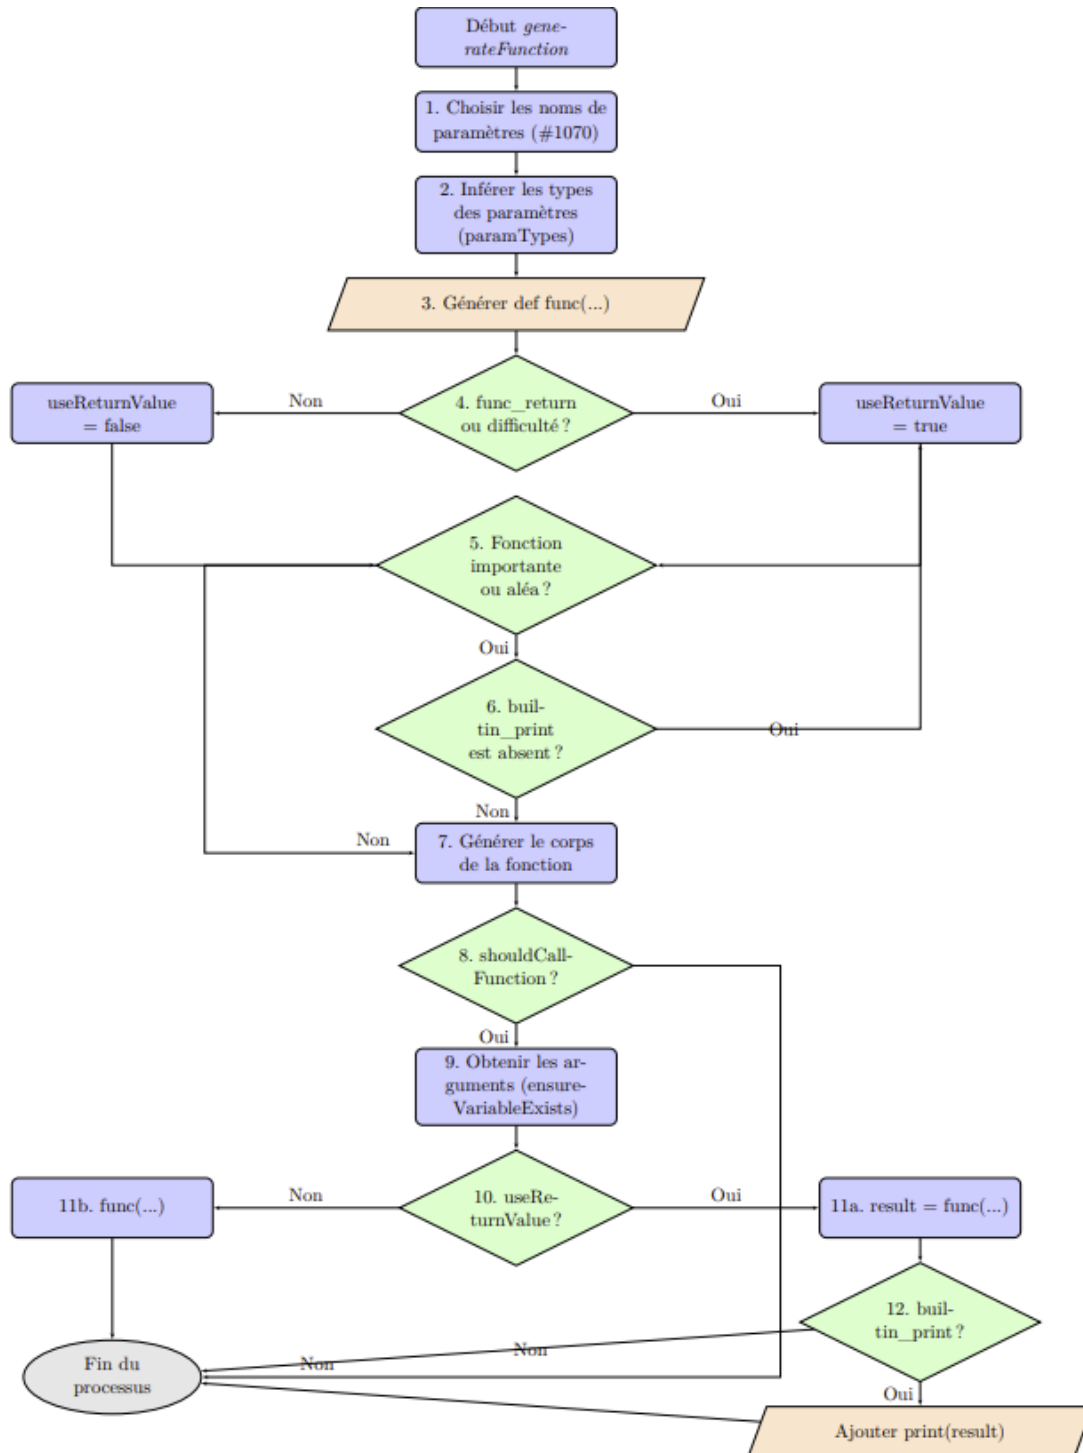 Début gene-
rateFunction
1. Choisir les noms de
paramètres (#1070)
2. Inférer les types
des paramètres
(paramTypes)
3. Générer def func(...)
useReturnValue
= false
Non
4. func_return
ou difficulté ?
Oui
useReturnValue
= true
5. Fonction
importante
ou aléa ?
Oui
6. buil-
tin_print
est absent ?
Oui
Non
Non
7. Générer le corps
de la fonction
8. shouldCall-
Function ?
Oui
9. Obtenir les ar-
guments (ensure-
VariableExists)
11b. func(...)
Non
10. useRe-
turnValue ?
Oui
11a. result = func(...)
12. buil-
tin_print ?
Non
Non
Fin du
processus
Oui
Ajouter print(result)